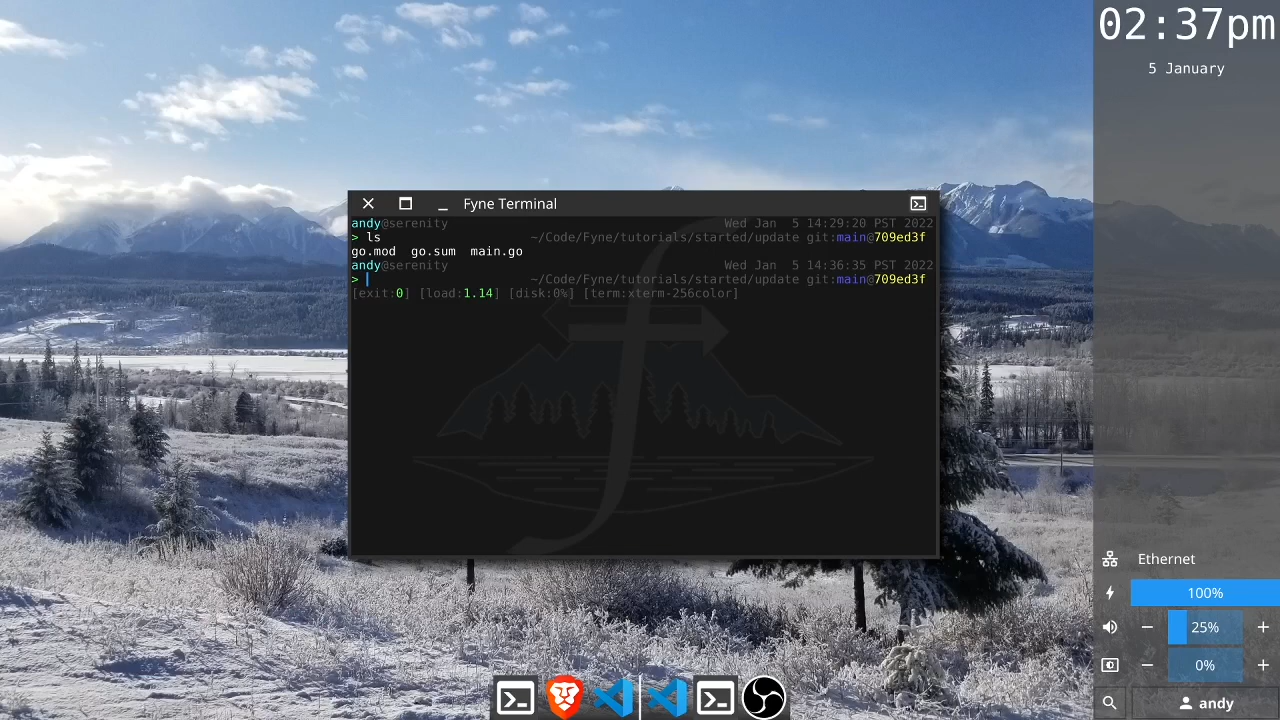 02:37pm
5 January
Fyne Terminal
andy@serenity Wed Jan  5 14:29:20 PST 2022
> ls ~/Code/Fyne/tutorials/started/update git:main@709ed3f
go.mod  go.sum  main.go
andy@serenity Wed Jan  5 14:36:35 PST 2022
> ~/Code/Fyne/tutorials/started/update git:main@709ed3f
[exit:0] [load:1.14] [disk:0%] [term:xterm-256color]
Ethernet
100%
25%
0%
andy